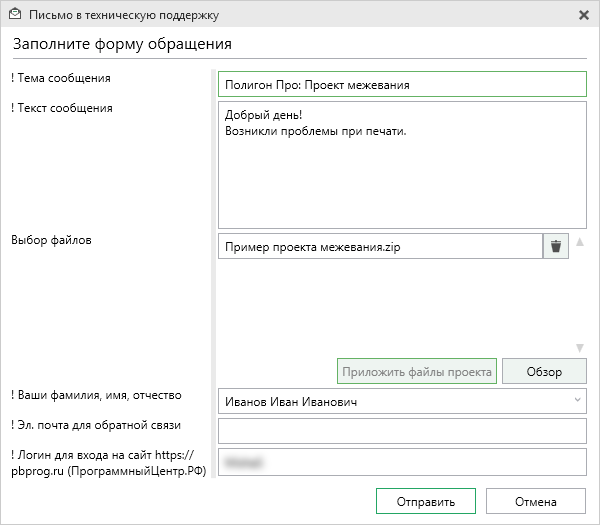 Письмо в техническую поддержку
Заполните форму обращения
! Тема сообщения
Полигон Про: Проект межевания
! Текст сообщения
Добрый день!
Возникли проблемы при печати.
Выбор файлов
Пример проекта межевания.zip
Приложить файлы проекта
Обзор
! Ваши фамилия, имя, отчество
Иванов Иван Иванович
! Эл. почта для обратной связи
! Логин для входа на сайт https://
pbprog.ru (ПрограммныйЦентр.РФ)
Отправить
Отмена